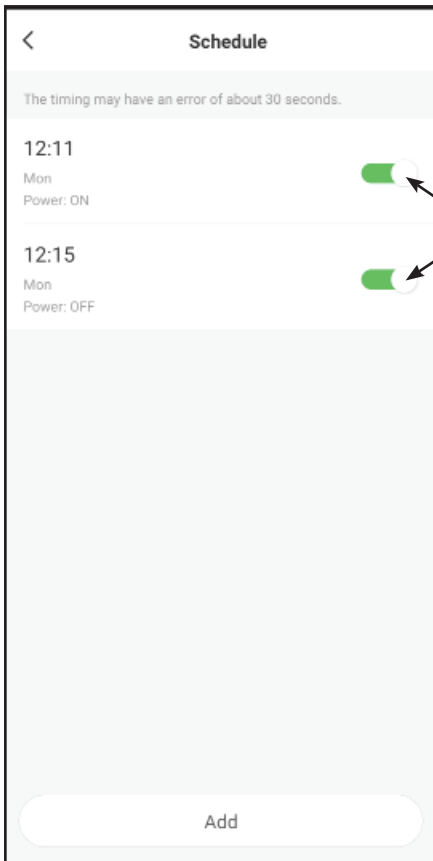 Schedule
The timing may have an error of about 30 seconds.
12:11
Mon
Power: ON
12:15
Mon
Power: OFF
Add